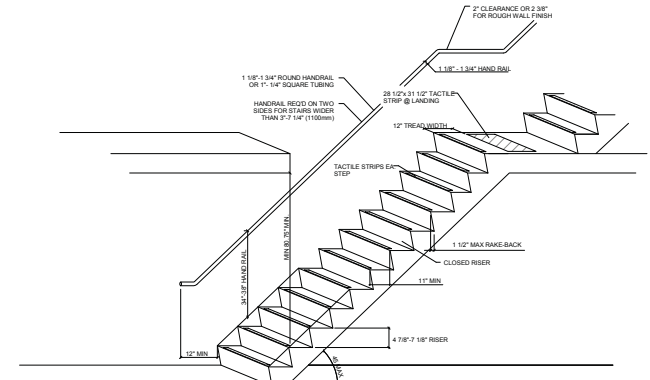 2" CLEARANCE OR 2 3/8"
FOR ROUGH WALL FINISH
1 1/8" - 1 3/4" HAND RAIL
1 1/8"-1 3/4" ROUND HANDRAIL
OR 1"- 1/4" SQUARE TUBING
28 1/2"x 31 1/2" TACTILE
STRIP @ LANDING
HANDRAIL REQ'D ON TWO
SIDES FOR STAIRS WIDER
THAN 3"-7 1/4" (1100mm)
12" TREAD WIDTH
TACTILE STRIPS EA.
STEP
MIN 80.75" MIN
1 1/2" MAX RAKE-BACK
CLOSED RISER
34"-38" HAND RAIL
11" MIN
4 7/8"-7 1/8" RISER
12" MIN
45 MAX